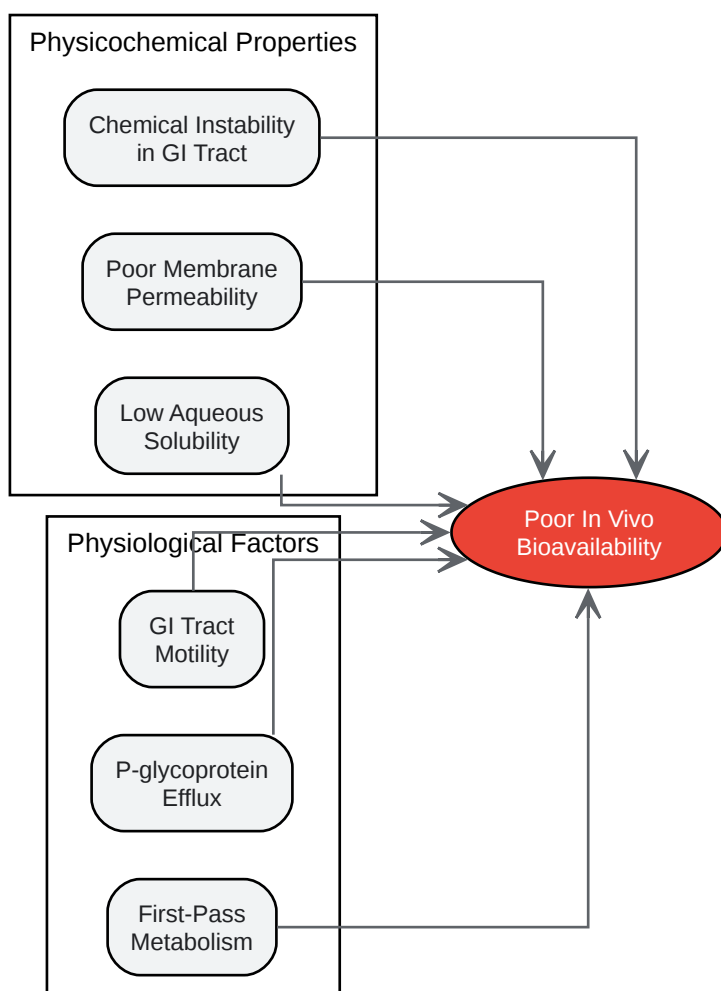 Physicochemical Properties
Chemical Instability
in GI Tract
Poor Membrane
Permeability
Low Aqueous
Solubility
Poor In Vivo
Bioavailability
Physiological Factors
GI Tract
Motility
P-glycoprotein
Efflux
First-Pass
Metabolism